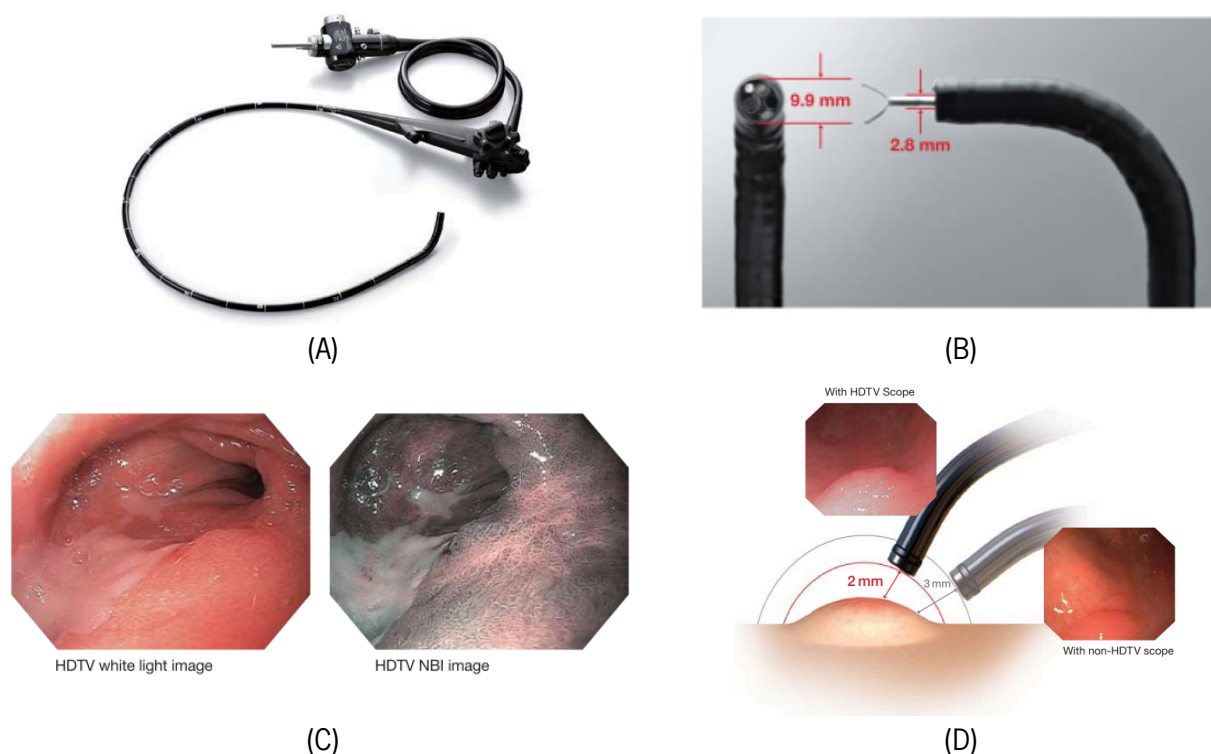 (A)
9.9 mm
2.8 mm
(B)
HDTV white light image
HDTV NBI image
(C)
With HDTV Scope
2 mm
3 mm
With non-HDTV scope
(D)